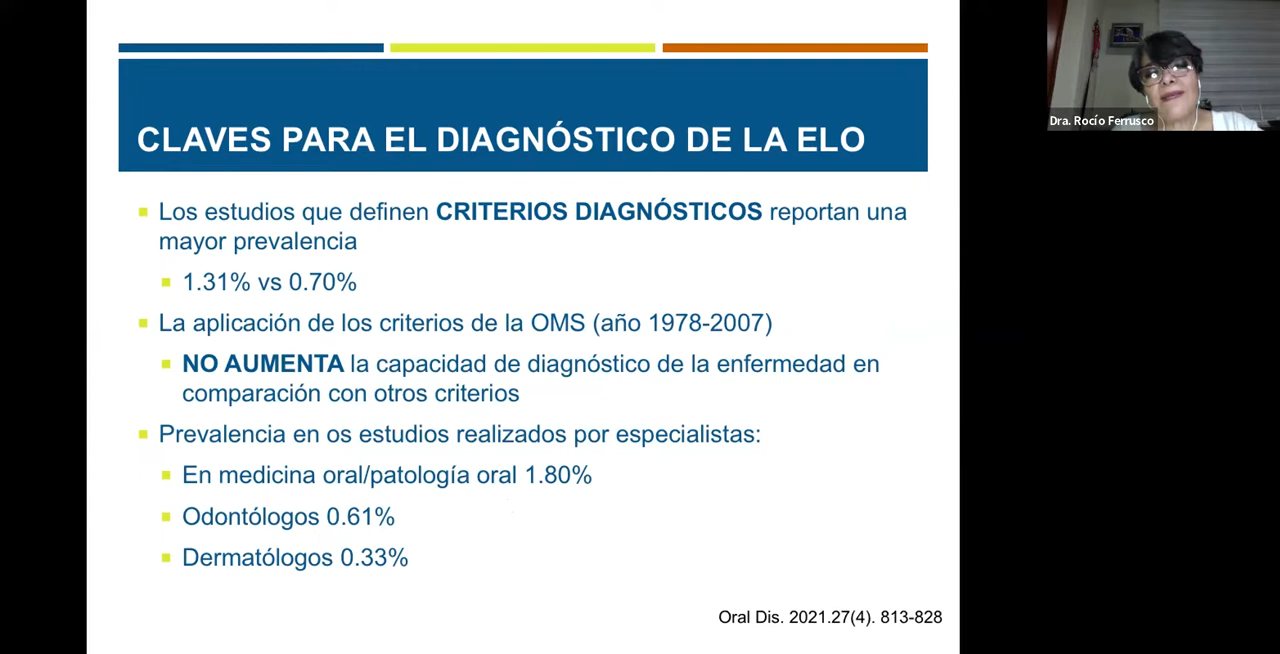 CLAVES PARA EL DIAGNÓSTICO DE LA ELO
Los estudios que definen CRITERIOS DIAGNÓSTICOS reportan una
mayor prevalencia
1.31% vs 0.70%
La aplicación de los criterios de la OMS (año 1978-2007)
NO AUMENTA la capacidad de diagnóstico de la enfermedad en
comparación con otros criterios
Prevalencia en os estudios realizados por especialistas:
En medicina oral/patología oral 1.80%
Odontólogos 0.61%
Dermatólogos 0.33%
Oral Dis. 2021.27(4). 813-828
Dra. Rocío Ferrusco